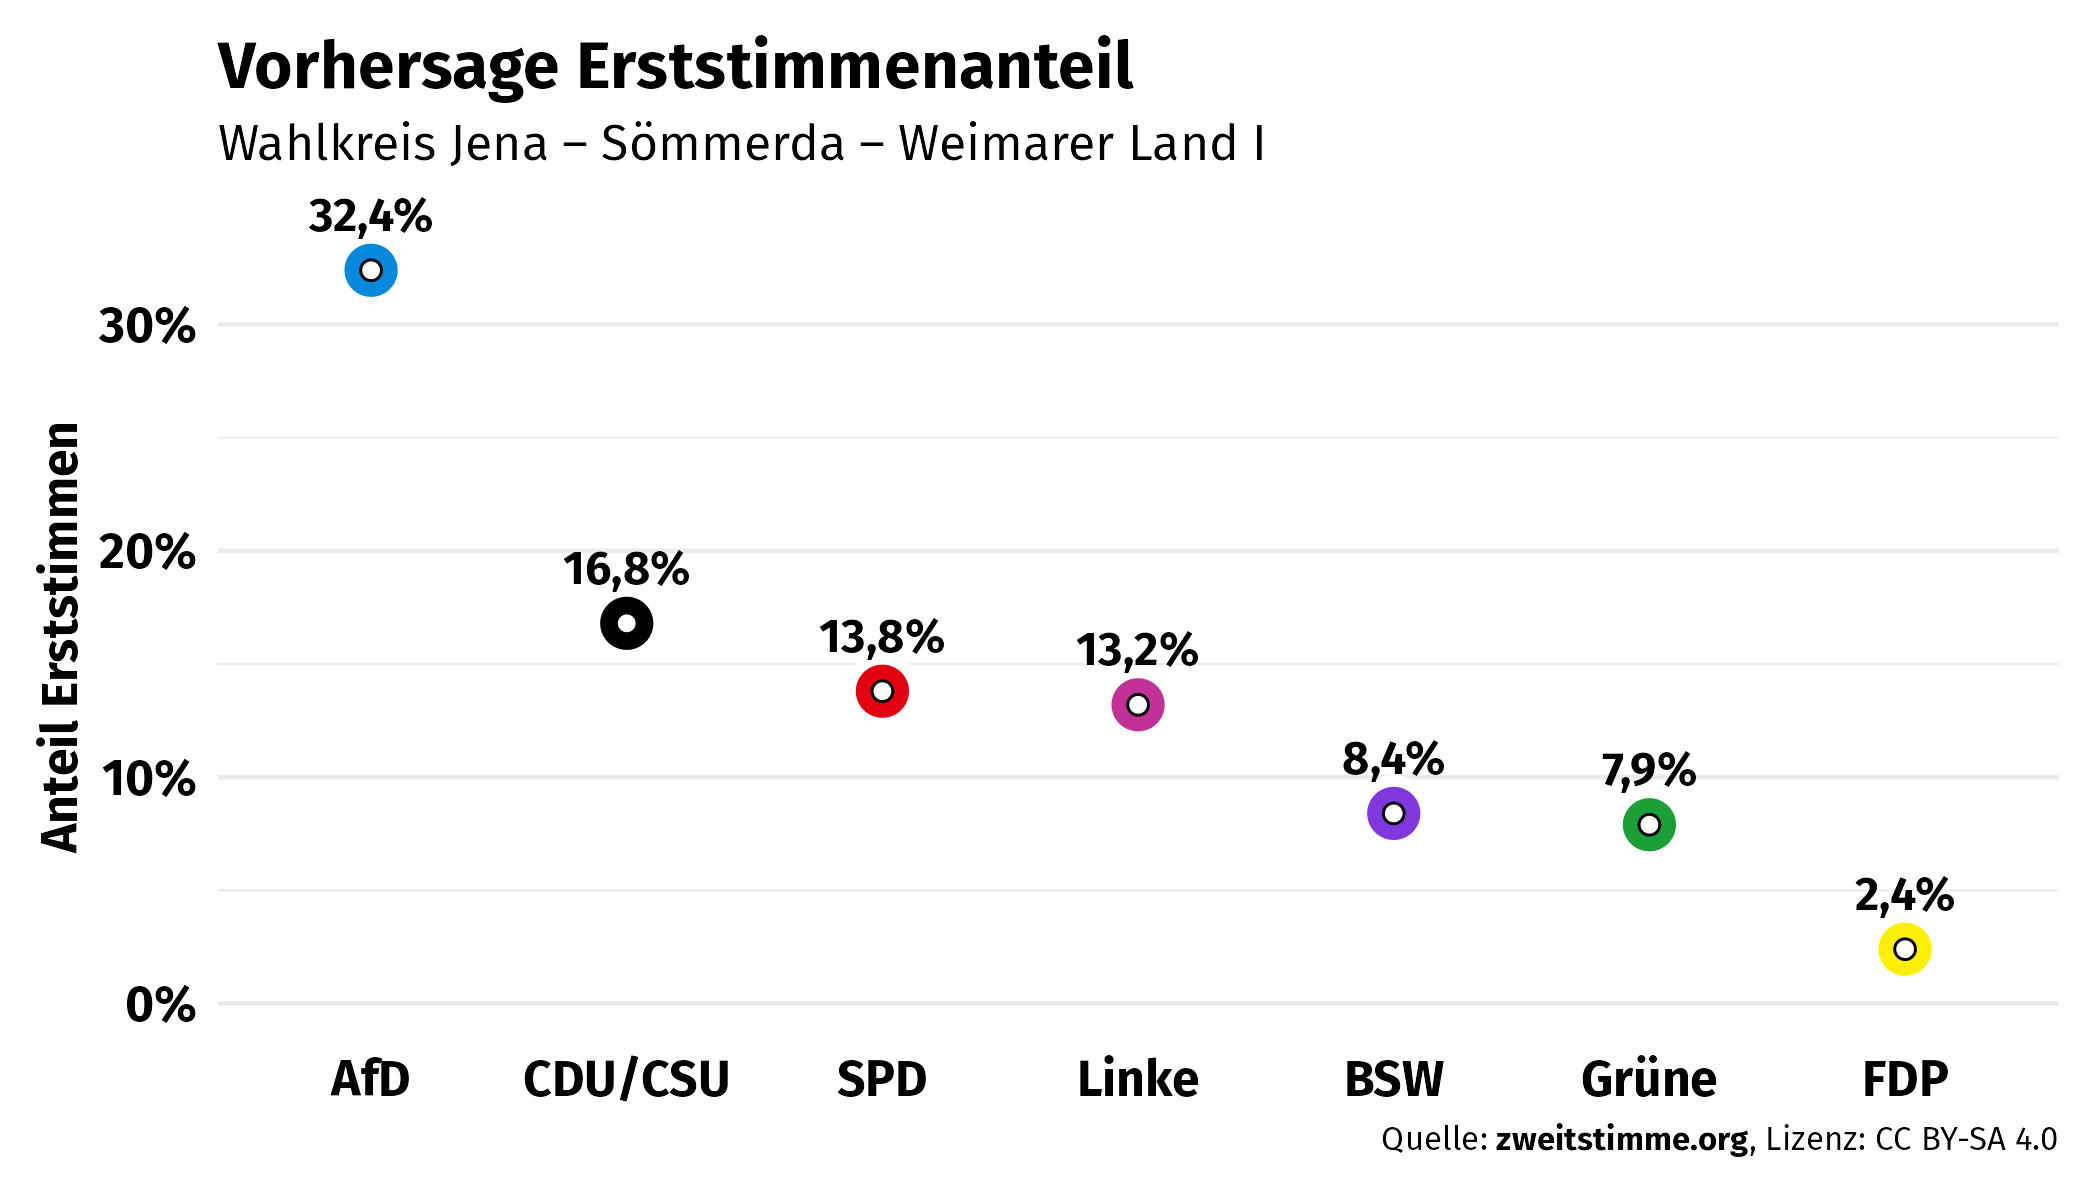 Vorhersage Erststimmenanteil
Wahlkreis Jena – Sömmerda – Weimarer Land I
32,4%
30%
Anteil Erststimmen
20%
16,8%
13,8%
13,2%
10%
8,4%
7,9%
2,4%
0%
AfD CDU/CSU SPD Linke BSW Grüne FDP
Quelle: zweitstimme.org, Lizenz: CC BY-SA 4.0